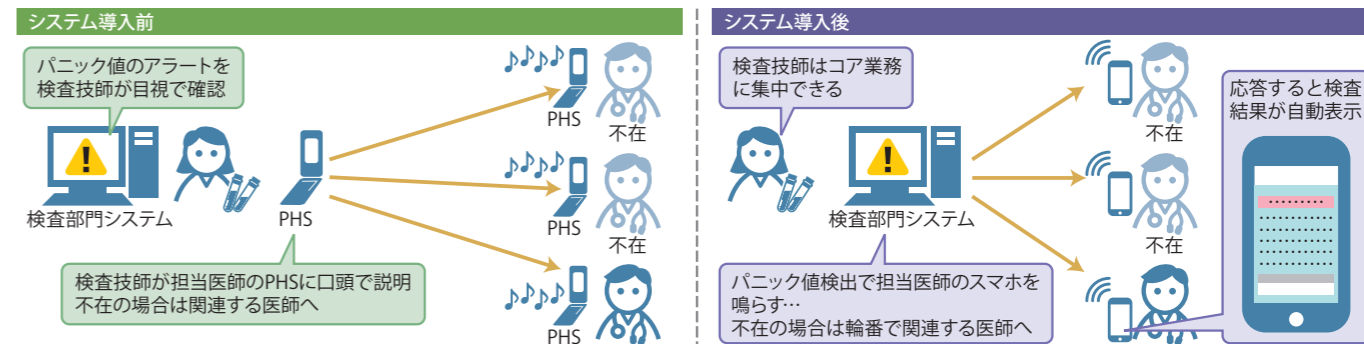 システム導入前
パニック値のアラートを
検査技師が目視で確認
検査部門システム
PHS
PHS
不在
PHS
不在
PHS
検査技師が担当医師のPHSに口頭で説明
不在の場合は関連する医師へ
システム導入後
検査技師はコア業務
に集中できる
検査部門システム
不在
不在
パニック値検出で担当医師のスマホを
鳴らす…
不在の場合は輪番で関連する医師へ
応答すると検査
結果が自動表示